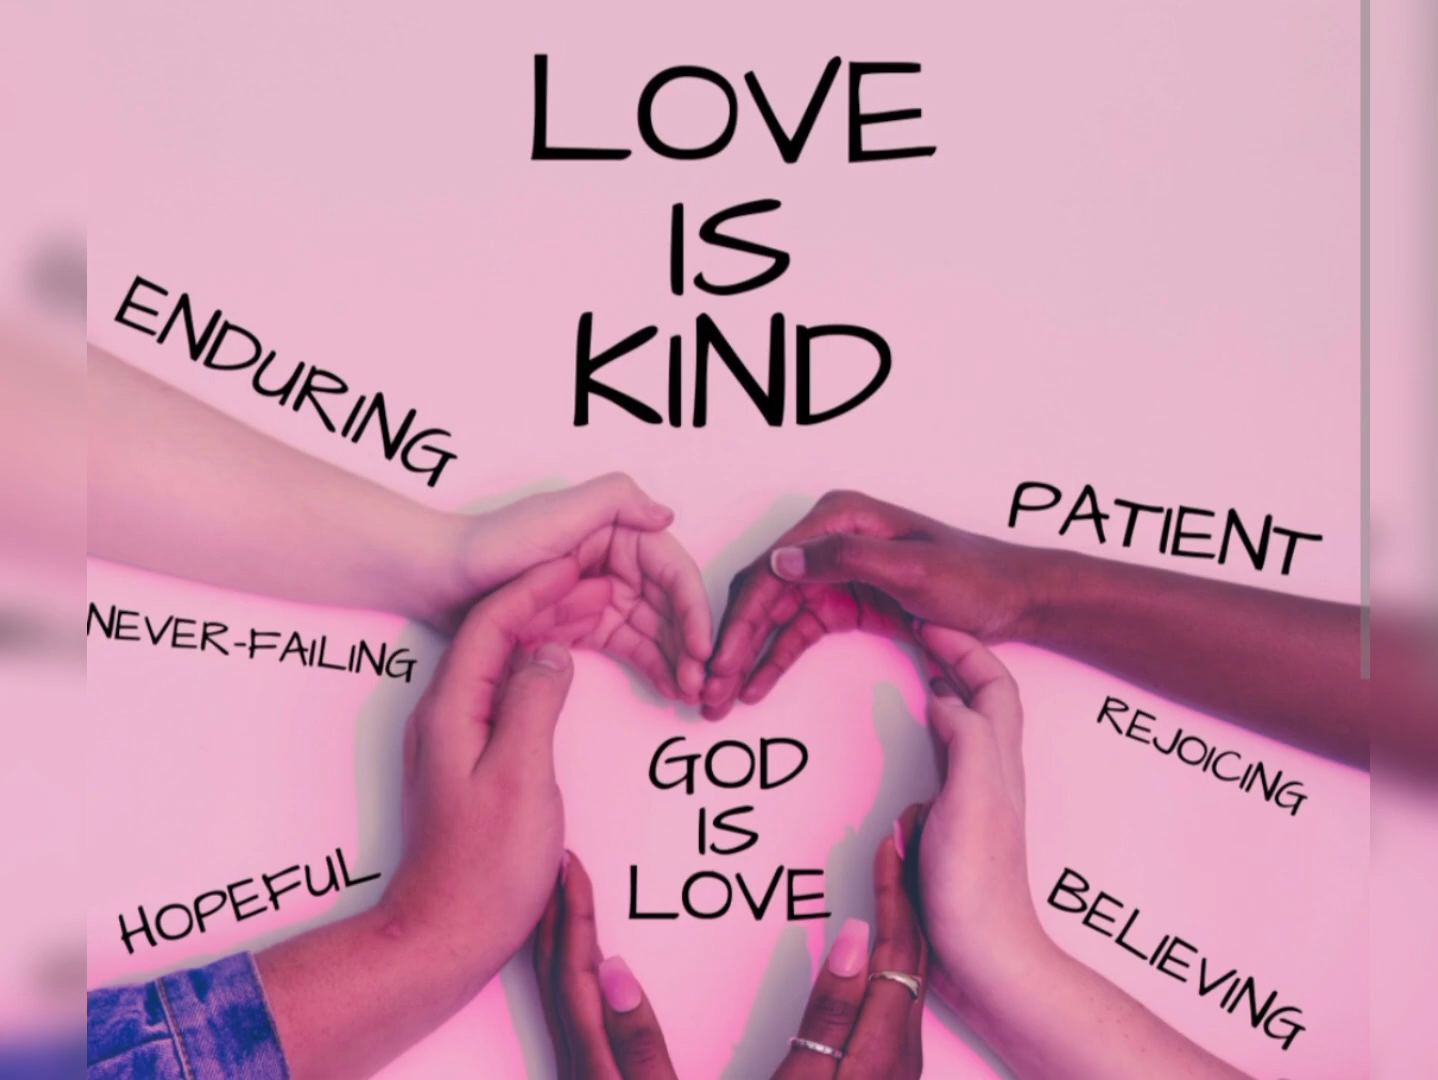 LOVE
IS
KIND
ENDURING
PATIENT
NEVER-FAILING
REJOICING
GOD
IS
LOVE
HOPEFUL
BELIEVING